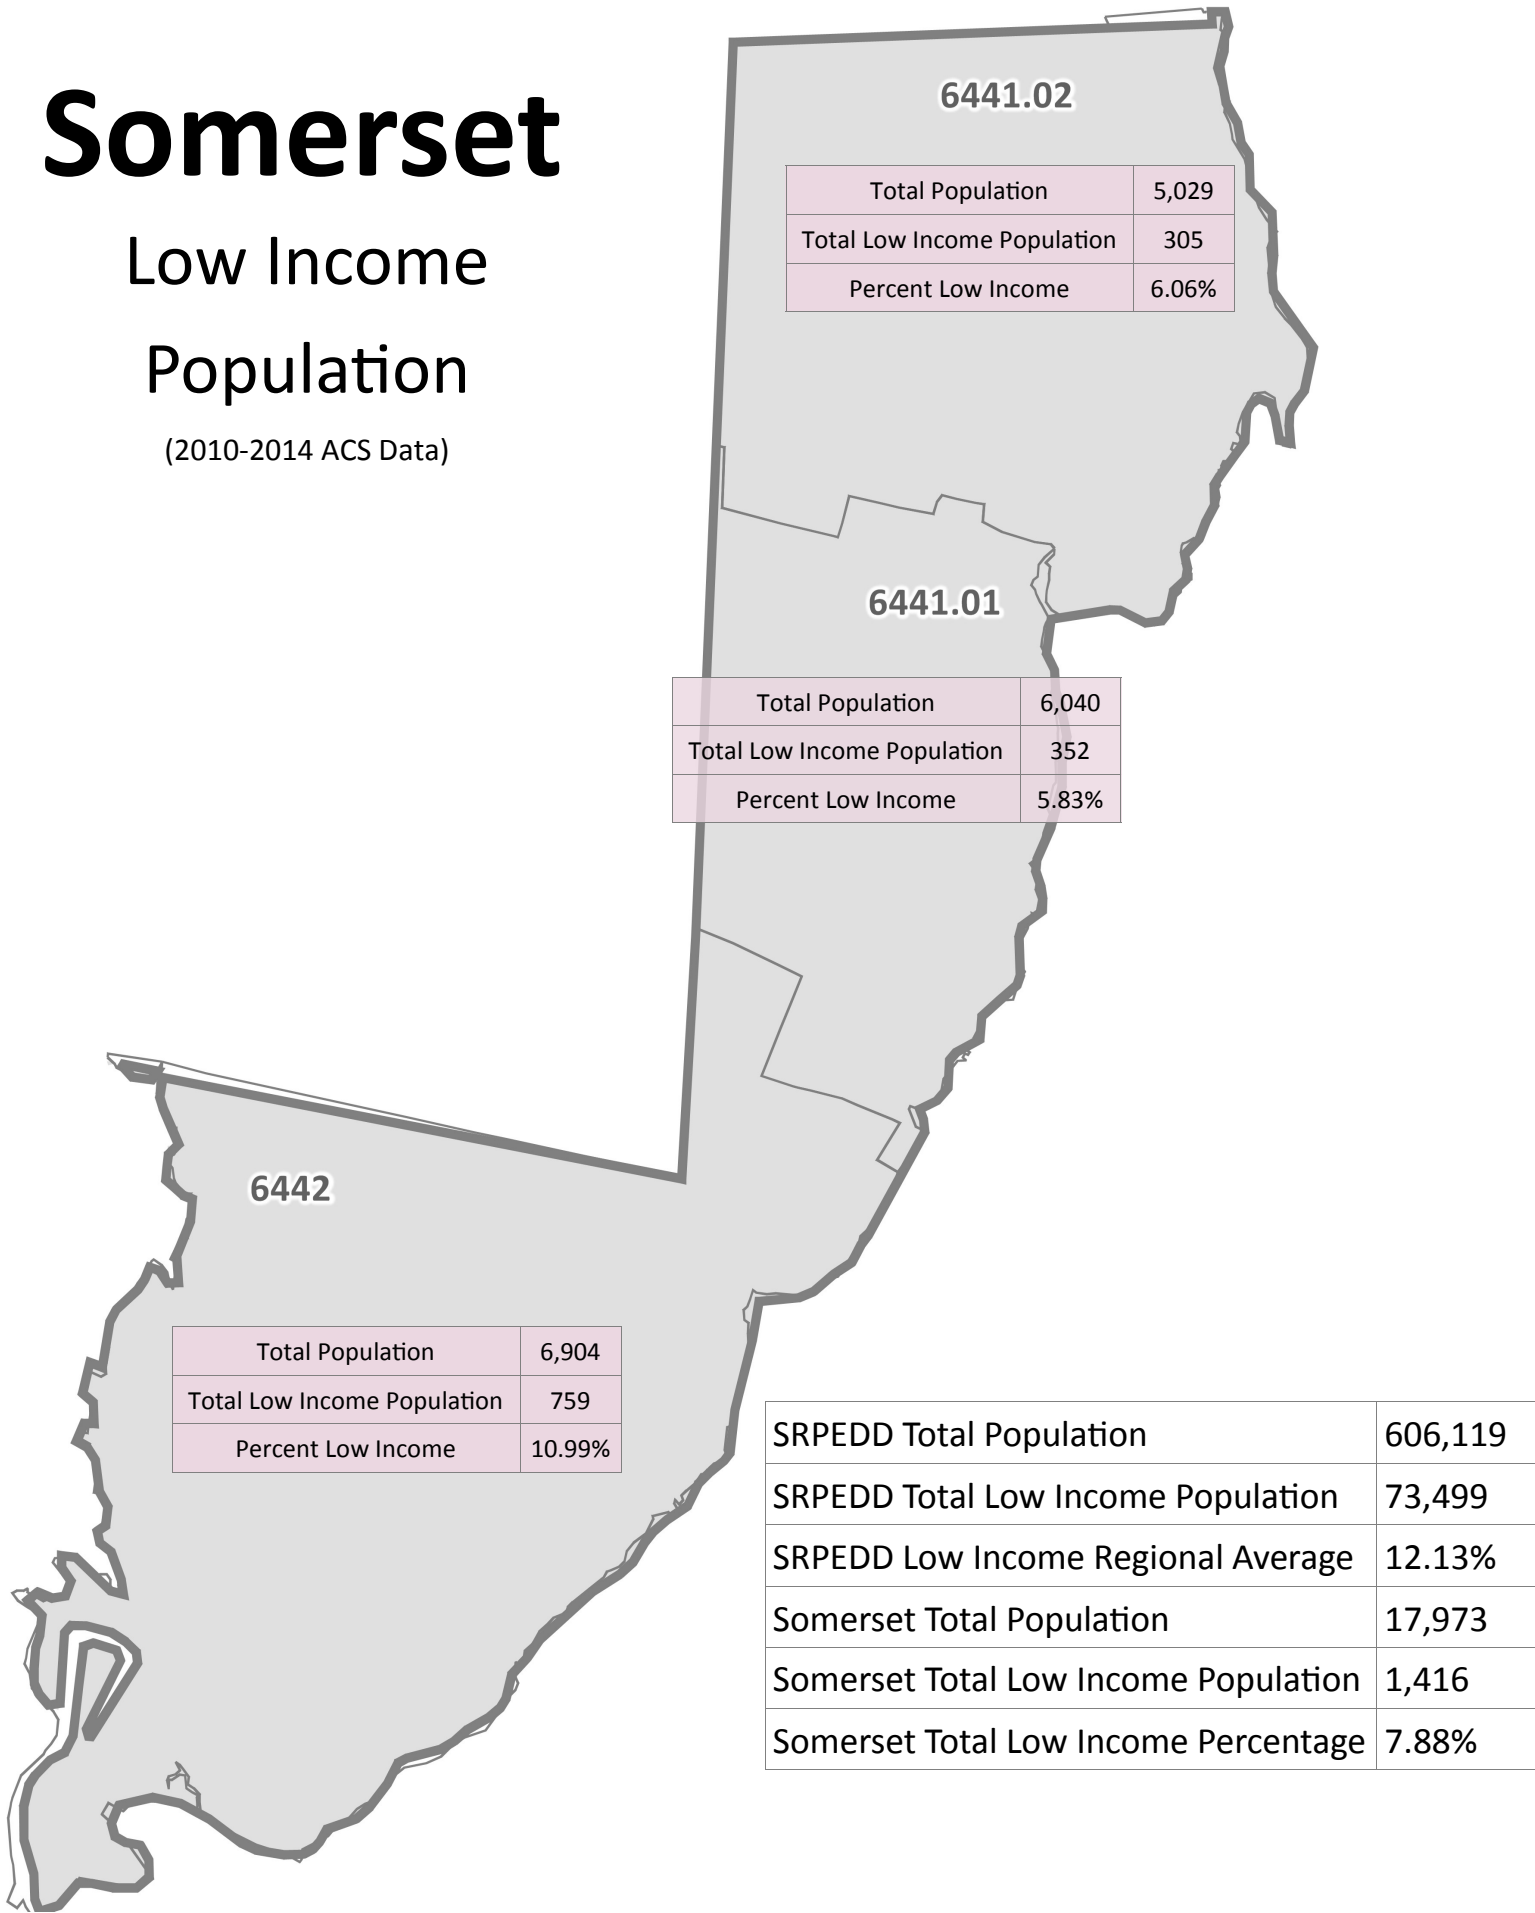 Somerset
Low Income
Population
(2010-2014 ACS Data)
6441.02
Total Population 5,029
Total Low Income Population 305
Percent Low Income 6.06%
6441.01
Total Population 6,040
Total Low Income Population 352
Percent Low Income 5.83%
6442
Total Population 6,904
Total Low Income Population 759
Percent Low Income 10.99%
SRPEDD Total Population 606,119
SRPEDD Total Low Income Population 73,499
SRPEDD Low Income Regional Average 12.13%
Somerset Total Population 17,973
Somerset Total Low Income Population 1,416
Somerset Total Low Income Percentage 7.88%